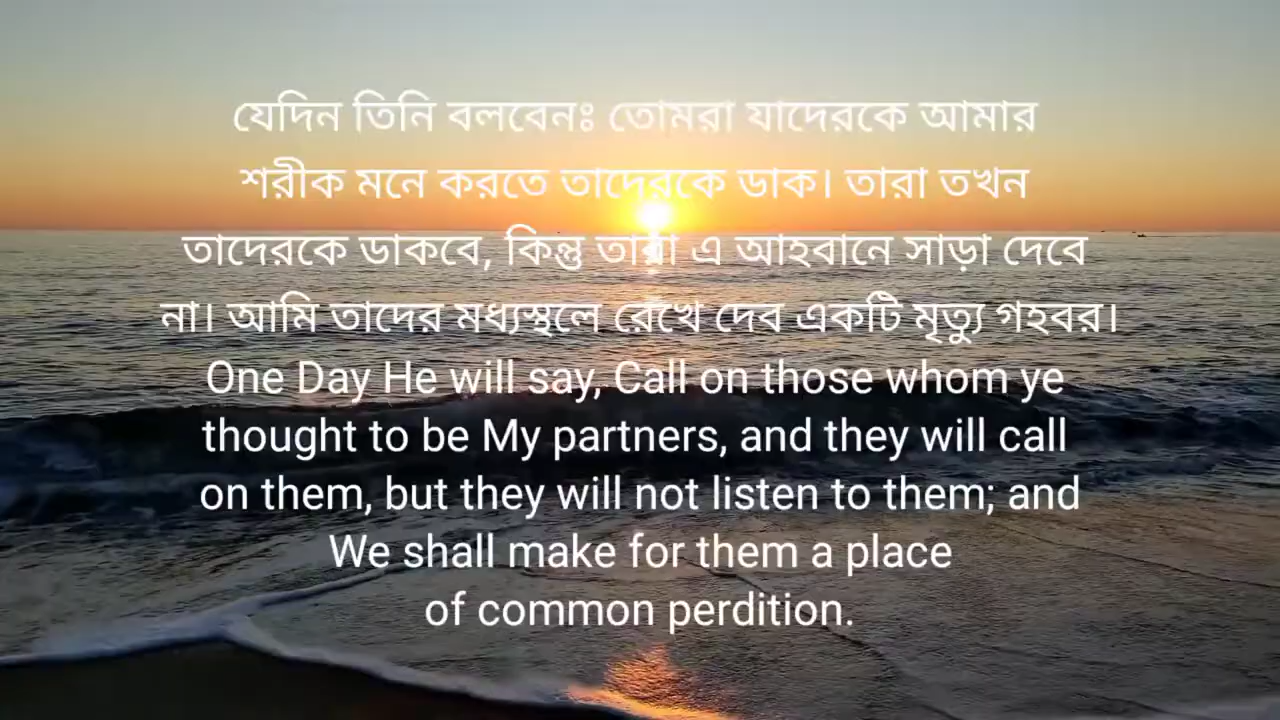 যেদিন তিনি বলবেনঃ তোমরা যাদেরকে আমার
শরীক মনে করতে তাদেরকে ডাক। তারা তখন
তাদেরকে ডাকবে, কিন্তু তারা এ আহবানে সাড়া দেবে
না। আমি তাদের মধ্যস্থলে রেখে দেব একটি মৃত্যু গহবর।
One Day He will say, Call on those whom ye
thought to be My partners, and they will call
on them, but they will not listen to them; and
We shall make for them a place
of common perdition.